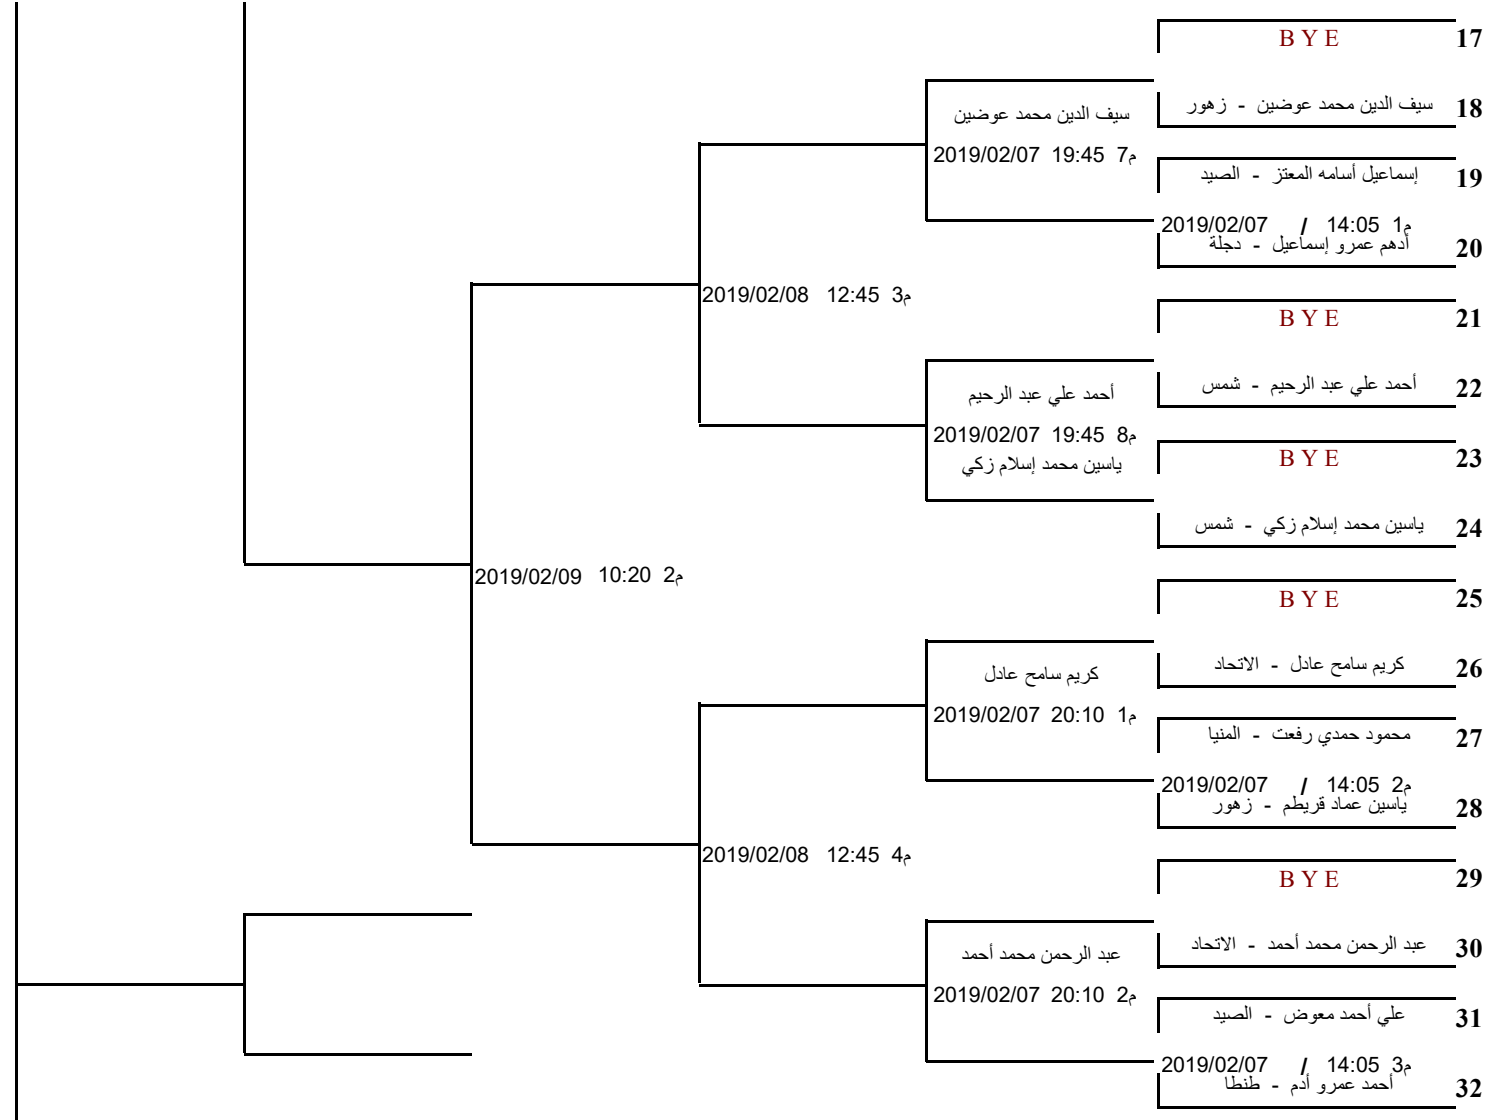 B Y E 17
سيف الدين محمد عوضين - زهور 18
سيف الدين محمد عوضين
2019/02/07 19:45 م7
إسماعيل أسامه المعتز - الصيد 19
2019/02/07 / 14:05 م1
أدهم عمرو إسماعيل - دجلة 20
2019/02/08 12:45 م3
B Y E 21
أحمد علي عبد الرحيم - شمس 22
أحمد علي عبد الرحيم
2019/02/07 19:45 م8
ياسين محمد إسلام زكي
B Y E 23
ياسين محمد إسلام زكي - شمس 24
2019/02/09 10:20 م2
B Y E 25
كريم سامح عادل - الاتحاد 26
كريم سامح عادل
2019/02/07 20:10 م1
محمود حمدي رفعت - المنيا 27
2019/02/07 / 14:05 م2
ياسين عماد قريطم - زهور 28
2019/02/08 12:45 م4
B Y E 29
عبد الرحمن محمد أحمد - الاتحاد 30
عبد الرحمن محمد أحمد
2019/02/07 20:10 م2
علي أحمد معوض - الصيد 31
2019/02/07 / 14:05 م3
أحمد عمرو أدم - طنطا 32